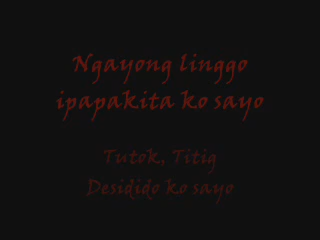 Ngayong linggo
ipapakita ko sayo
Tutok, Titig
Desidido ko sayo